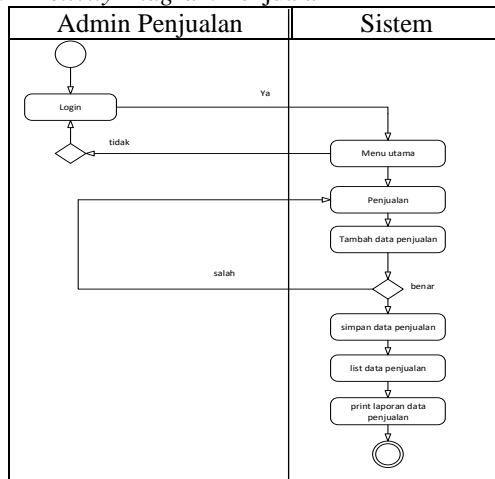 Admin Penjualan
Sistem
Ya
Login
tidak
Menu utama
Penjualan
Tambah data penjualan
salah
benar
simpan data penjualan
list data penjualan
print laporan data
penjualan